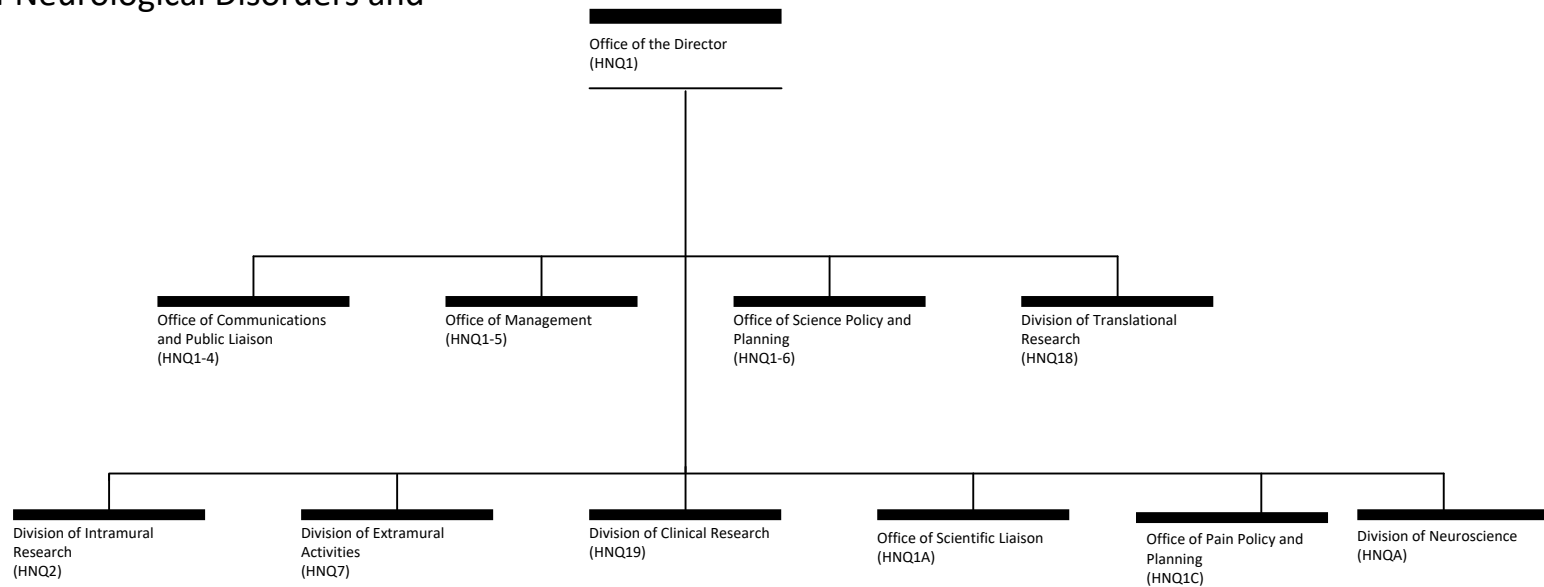 Neurological Disorders and
Office of the Director
(HNQ1)
Office of Communications
and Public Liaison
(HNQ1-4)
Office of Management
(HNQ1-5)
Office of Science Policy and
Planning
(HNQ1-6)
Division of Translational
Research
(HNQ18)
Division of Intramural
Research
(HNQ2)
Division of Extramural
Activities
(HNQ7)
Division of Clinical Research
(HNQ19)
Office of Scientific Liaison
(HNQ1A)
Office of Pain Policy and
Planning
(HNQ1C)
Division of Neuroscience
(HNQA)